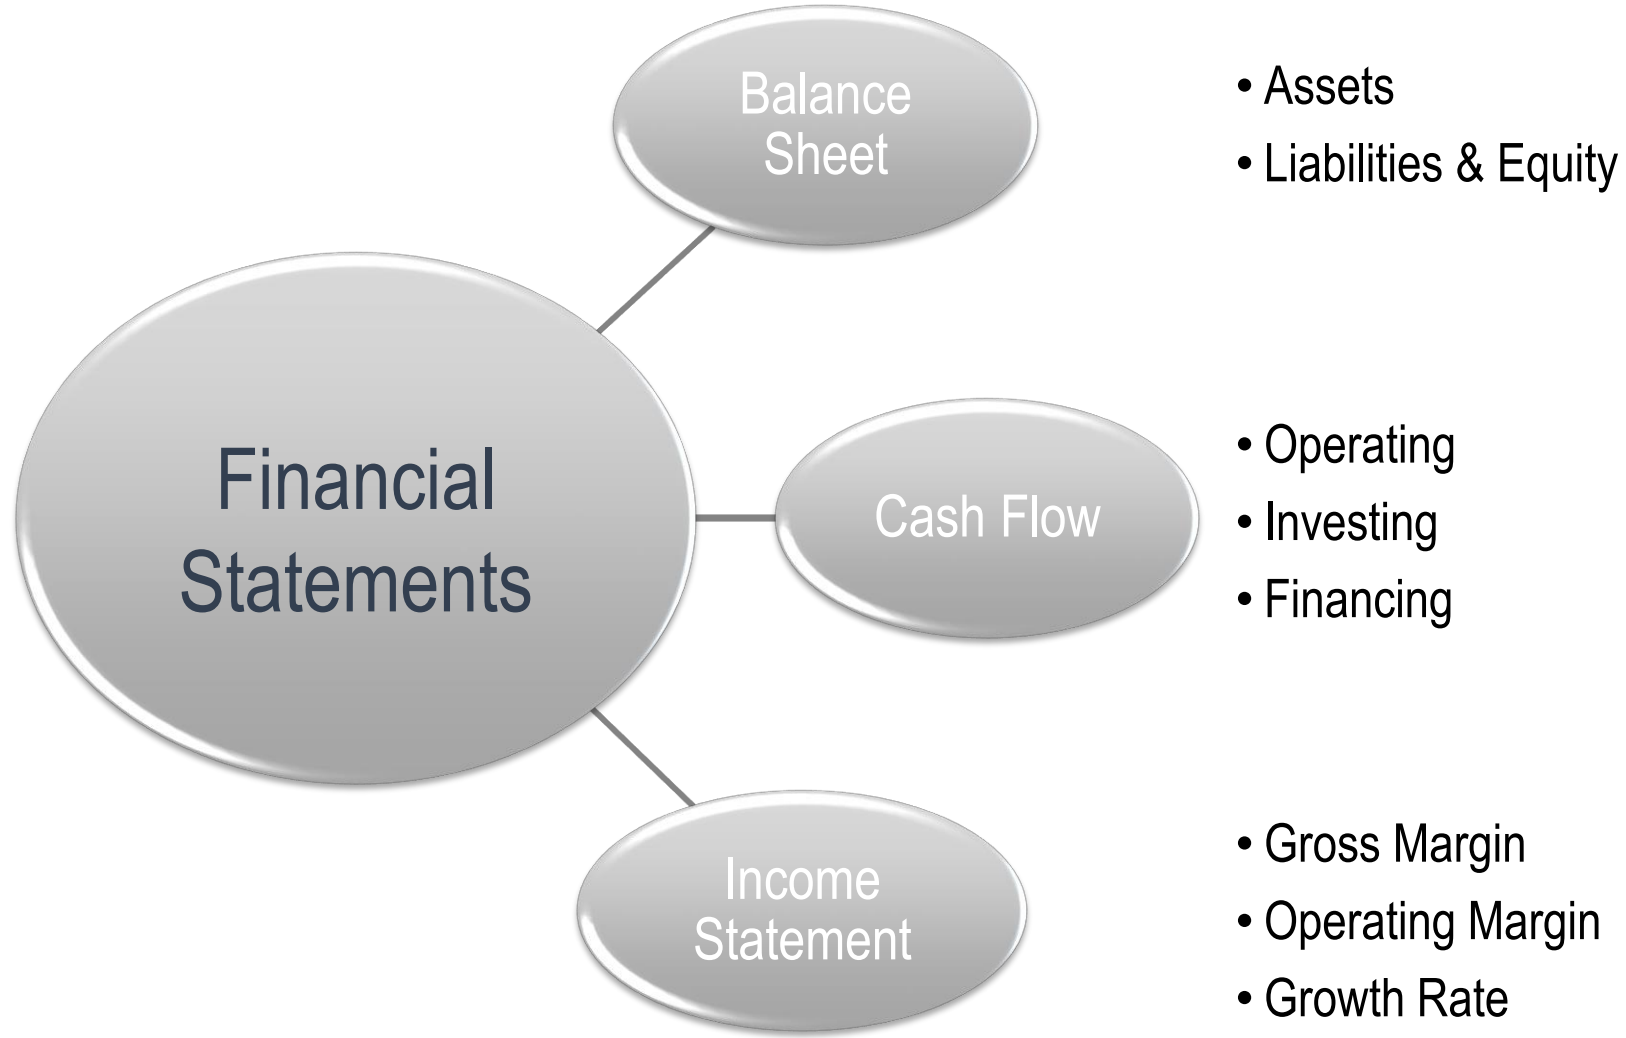 Financial
Statements
Balance
Sheet
• Assets
• Liabilities & Equity
Cash Flow
• Operating
• Investing
• Financing
Income
Statement
• Gross Margin
• Operating Margin
• Growth Rate